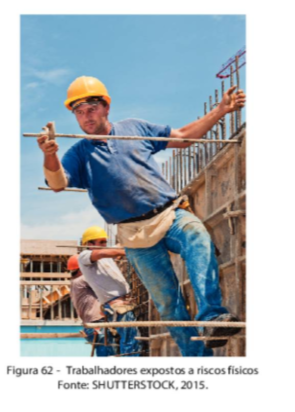 Figura 62 - Trabalhadores expostos a riscos físicos
Fonte: SHUTTERSTOCK, 2015.